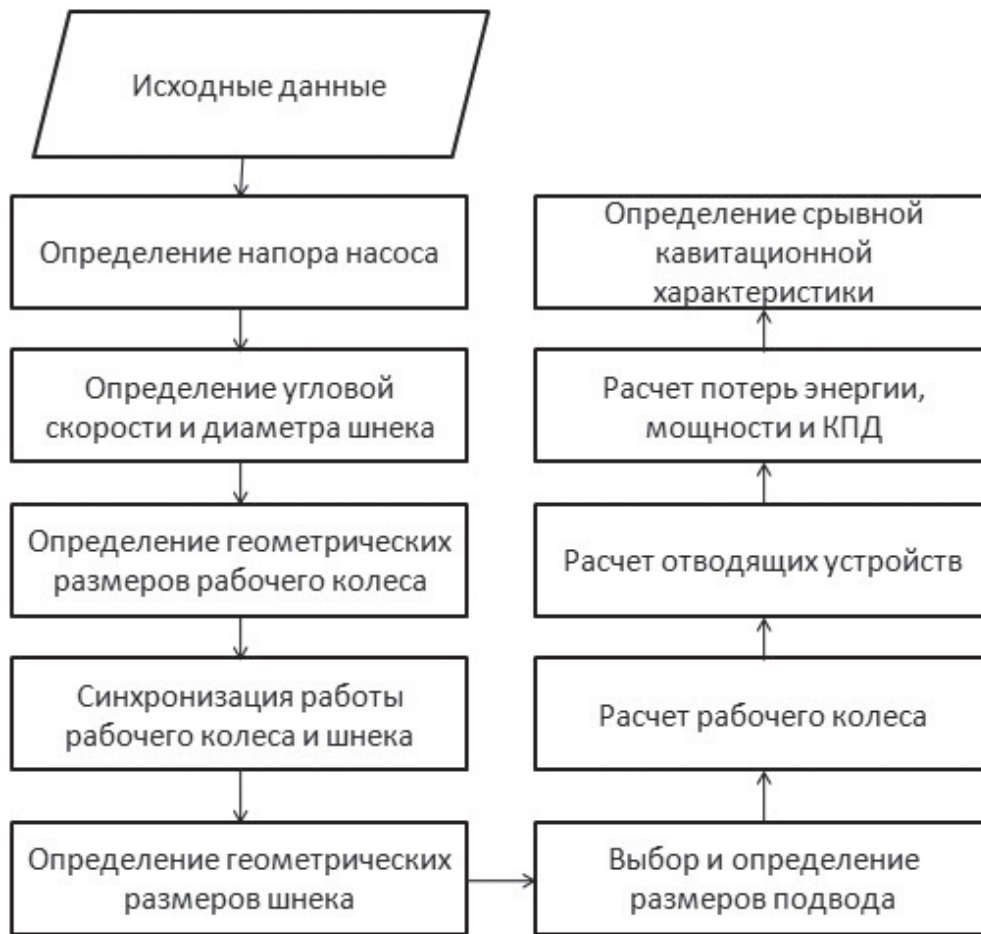 Исходные данные
Определение напора насоса
Определение угловой
скорости и диаметра шнека
Определение геометрических
размеров рабочего колеса
Синхронизация работы
рабочего колеса и шнека
Определение геометрических
размеров шнека
Выбор и определение
размеров подвода
Расчет рабочего колеса
Расчет отводящих устройств
Расчет потерь энергии,
мощности и КПД
Определение срывной
кавитационной
характеристики